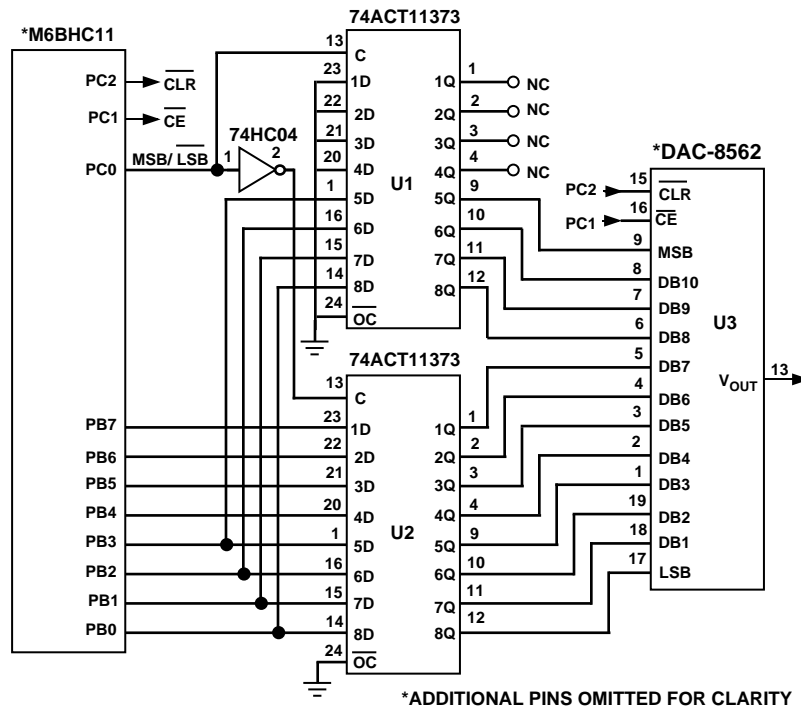 74ACT11373
*M6BHC11
13
C
23
1D
22
2D
21
3D
20
4D
1
5D
16
6D
15
7D
14
8D
24
OC
U1
1Q
1
NC
2Q
2
NC
3Q
3
NC
4Q
4
NC
5Q
9
6Q
10
7Q
11
8Q
12
PC2
CLR
PC1
CE
PC0
MSB/ LSB
74HC04
1
2
*DAC-8562
PC2
15
CLR
PC1
16
CE
9
MSB
8
DB10
7
DB9
6
DB8
5
DB7
4
DB6
3
DB5
2
DB4
1
DB3
19
DB2
18
DB1
17
LSB
U3
VOUT
13
74ACT11373
13
C
PB7
23
1D
PB6
22
2D
PB5
21
3D
PB4
20
4D
PB3
1
5D
PB2
16
6D
PB1
15
7D
PB0
14
8D
24
OC
U2
1Q
1
2Q
2
3Q
3
4Q
4
5Q
9
6Q
10
7Q
11
8Q
12
*ADDITIONAL PINS OMITTED FOR CLARITY